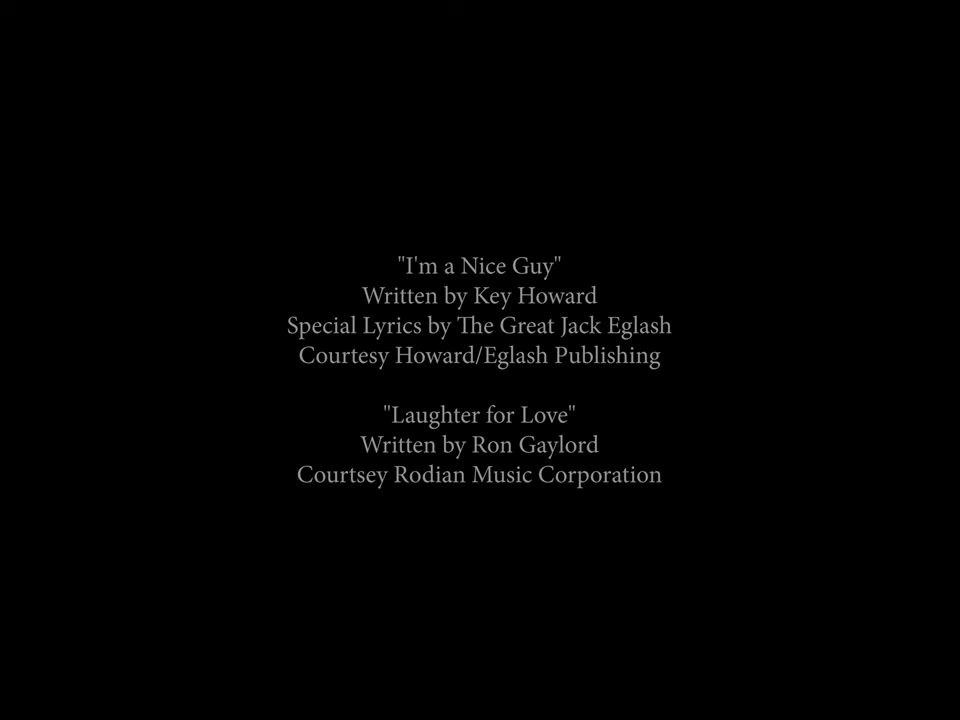 "I'm a Nice Guy"
Written by Key Howard
Special Lyrics by The Great Jack Eglash
Courtesy Howard/Eglash Publishing
"Laughter for Love"
Written by Ron Gaylord
Courtsey Rodian Music Corporation